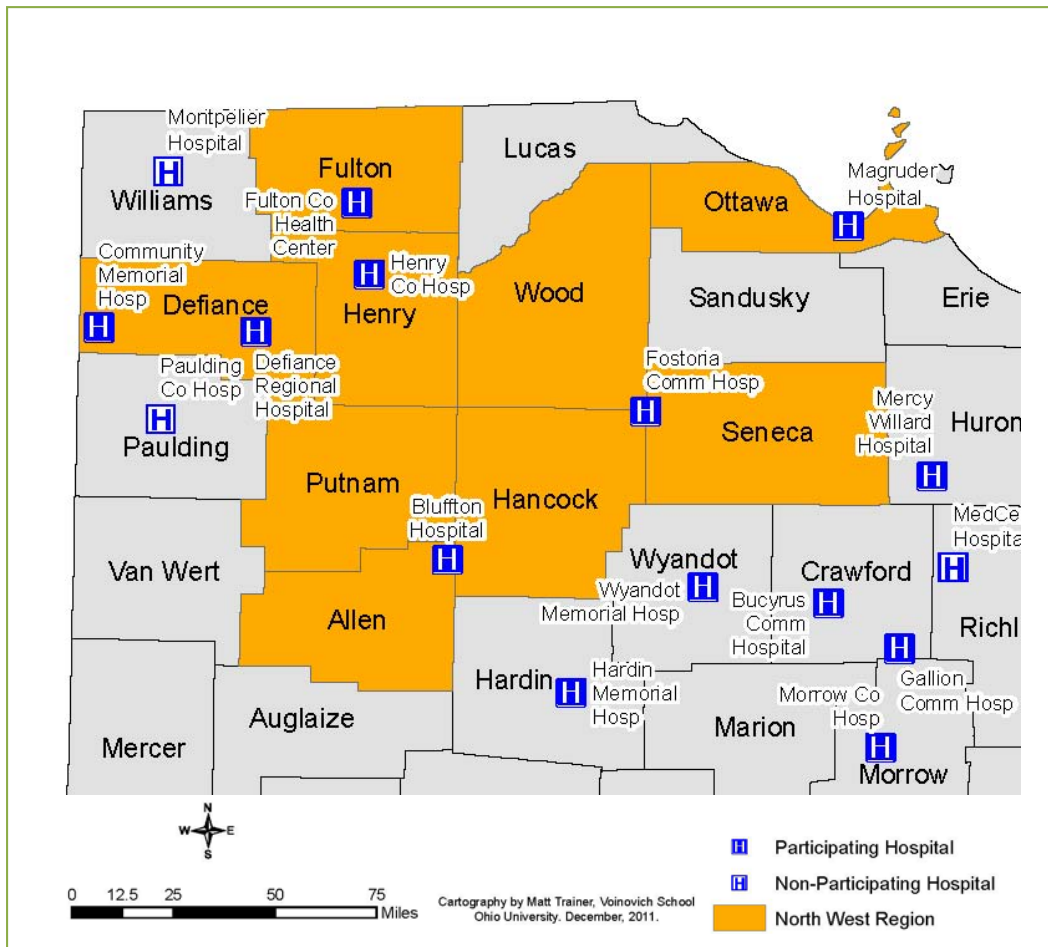 Montpelier
Hospital
H
Williams
Fulton
Fulton Co
Health
Center
H
Lucas
Magruder
Hospital
Ottawa
H
Community
Memorial
Hosp
H
Defiance
H
Henry
Co Hosp
H
Henry
Wood
Sandusky
Erie
Paulding
Co Hosp
H
Paulding
Defiance
Regional
Hospital
Fostoria
Comm Hosp
H
Seneca
Mercy
Willard
Hospital
H
Huron
Putnam
Bluffton
Hospital
H
Hancock
MedCe
Hospita
H
Van Wert
Allen
Wyandot
H
Wyandot
Memorial Hosp
Crawford
H
Bucyrus
Comm
Hospital
Richl
Hardin
H
Hardin
Memorial
Hosp
H
Gallion
Comm Hosp
Morrow Co
Hosp
H
Morrow
Marion
Auglaize
Mercer
N
W
E
S
0 12.5 25 50 75
Miles
Cartography by Matt Trainer, Voinovich School
Ohio University. December, 2011.
H Participating Hospital
H Non-Participating Hospital
North West Region